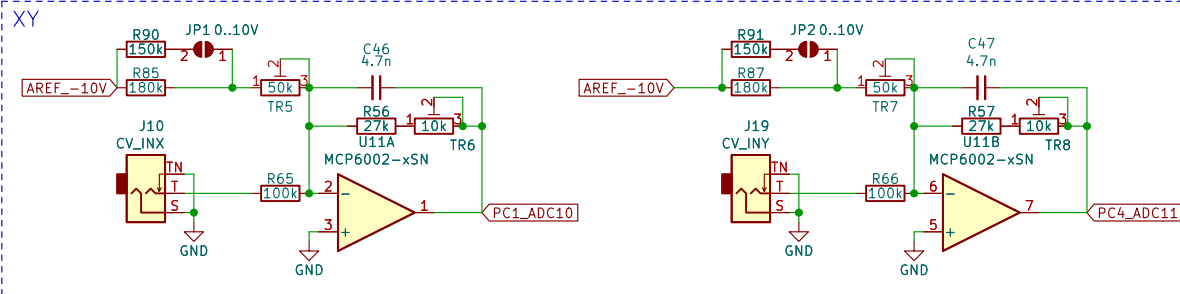 XY
R90
150k
JP1 0..10V
2
1
AREF_-10V
R85
180k
2
1
50k
3
TR5
C46
4.7n
R56
27k
2
1
10k
3
TR6
J10
CV_INX
TN
T
S
GND
R65
100k
U11A
MCP6002-xSN
2
-
3
+
1
GND
PC1_ADC10
R91
150k
JP2 0..10V
2
1
AREF_-10V
R87
180k
2
1
50k
3
TR7
C47
4.7n
R57
27k
2
1
10k
3
TR8
J19
CV_INY
TN
T
S
GND
R66
100k
U11B
MCP6002-xSN
6
-
5
+
7
GND
PC4_ADC11